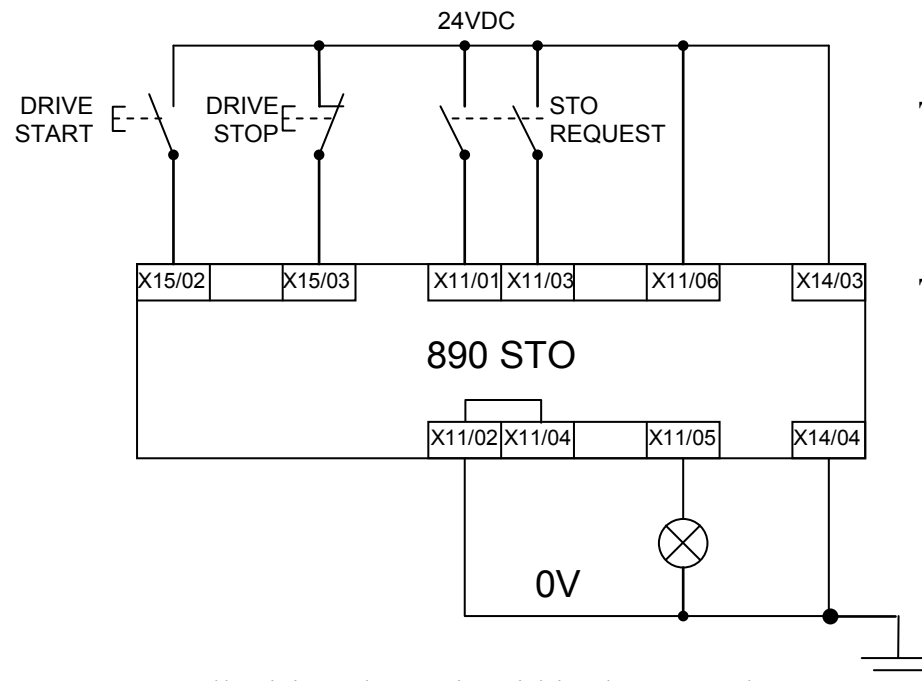 24VDC
DRIVE START
DRIVE STOP
STO REQUEST
X15/02 X15/03 X11/01 X11/03 X11/06 X14/03
890 STO
X11/02 X11/04 X11/05 X14/04
0V